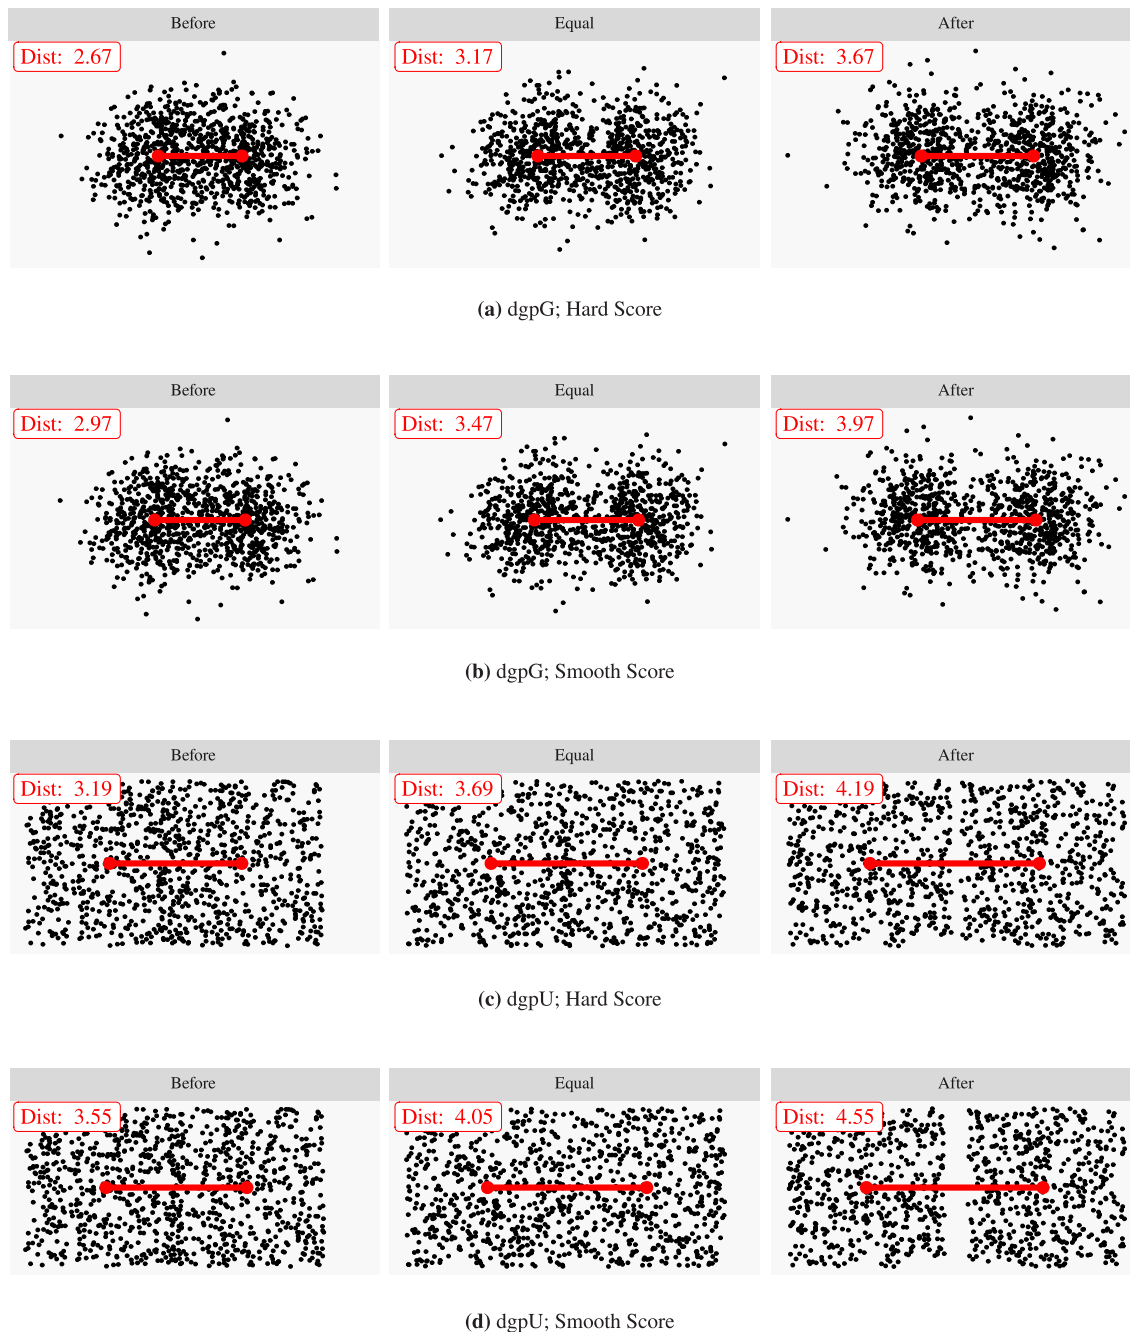 Before Equal After
Dist: 2.67 Dist: 3.17 Dist: 3.67
(a) dgpG; Hard Score
Before Equal After
Dist: 2.97 Dist: 3.47 Dist: 3.97
(b) dgpG; Smooth Score
Before Equal After
Dist: 3.19 Dist: 3.69 Dist: 4.19
(c) dgpU; Hard Score
Before Equal After
Dist: 3.55 Dist: 4.05 Dist: 4.55
(d) dgpU; Smooth Score